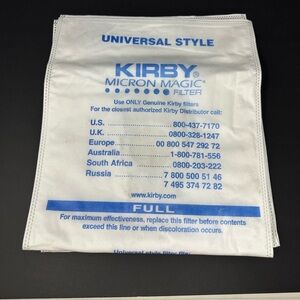 UNIVERSAL STYLE
KIRBY®
MICRON MAGIC®
FILTER
Use ONLY Genuine Kirby filters
For the closest authorized Kirby Distributor call:
U.S. .................... 800-437-7170
U.K. .................... 0800-328-1247
Europe............ 00 800 547 292 72
Australia............... 1-800-781-556
South Africa ......... 0800-203-222
Russia ............. 7 800 500 51 46
7 495 374 72 82
www.kirby.com
FULL
For maximum effectiveness, replace this filter before contents
exceed this line or when discoloration occurs.
Universal style filter